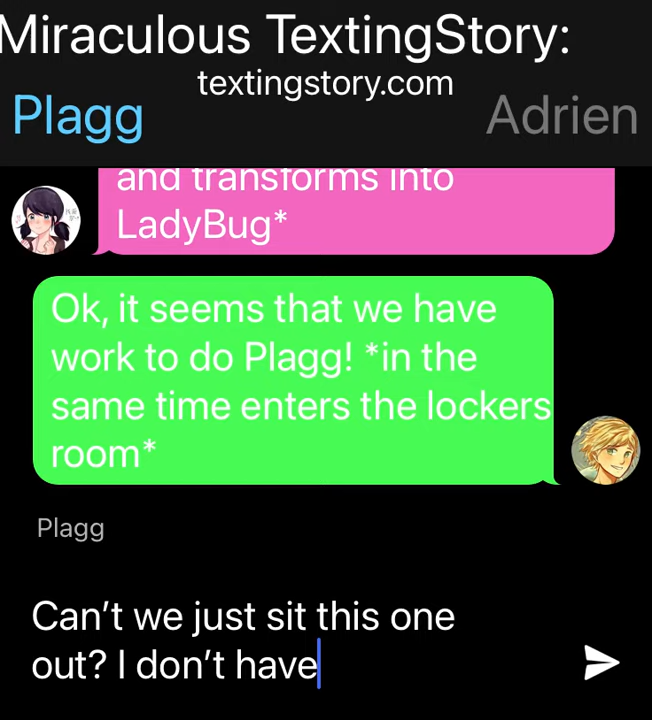 Miraculous TextingStory:
textingstory.com
Plagg
Adrien
and transforms into
LadyBug*
Ok, it seems that we have
work to do Plagg! *in the
same time enters the lockers
room*
Plagg
Can't we just sit this one
out? I don't have